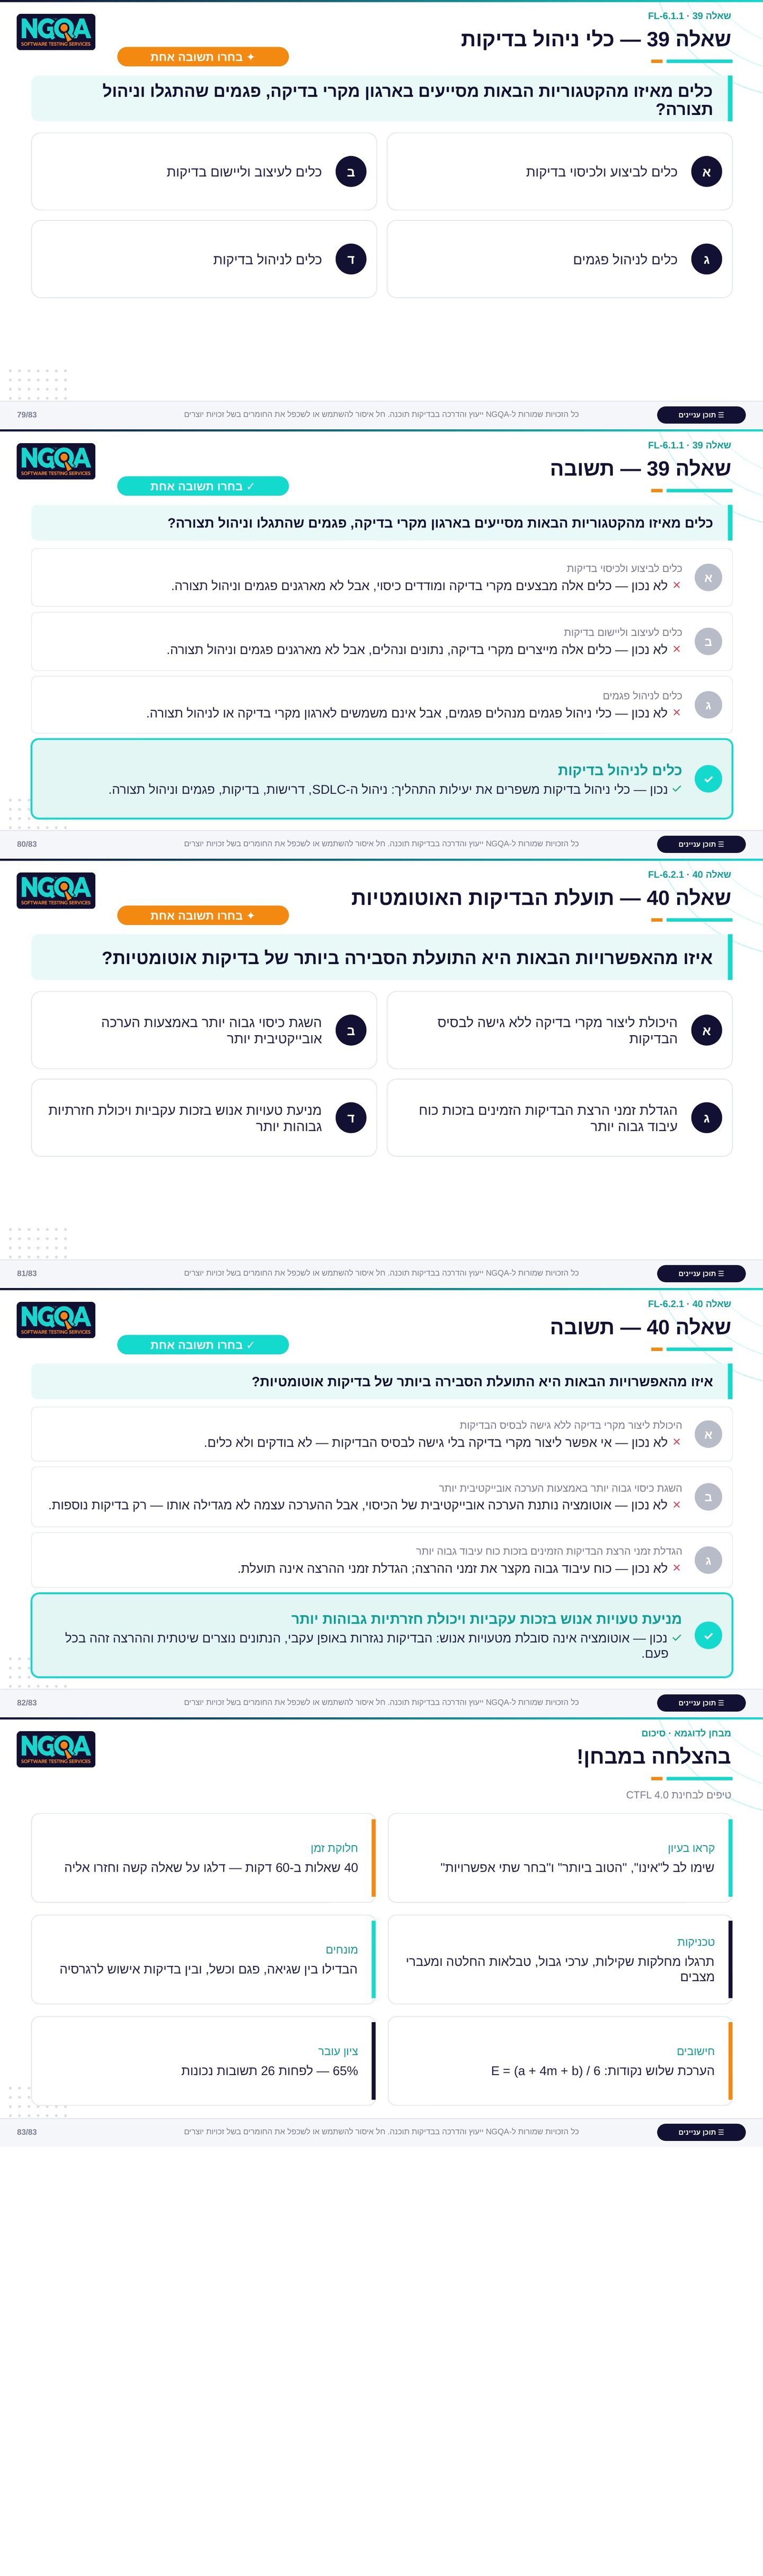 שאלה 39 · FL-6.1.1
שאלה 39 — כלי ניהול בדיקות
NGQA
SOFTWARE TESTING SERVICES
✦ בחרו תשובה אחת
כלים מאיזו מהקטגוריות הבאות מסייעים בארגון מקרי בדיקה, פגמים שהתגלו וניהול
תצורה?
א
כלים לביצוע ולכיסוי בדיקות
ב
כלים לעיצוב וליישום בדיקות
ג
כלים לניהול פגמים
ד
כלים לניהול בדיקות
☰ תוכן עניינים
כל הזכויות שמורות ל-NGQA ייעוץ והדרכה בבדיקות תוכנה. חל איסור להשתמש או לשכפל את החומרים בשל זכויות יוצרים
79/83
שאלה 39 · FL-6.1.1
שאלה 39 — תשובה
NGQA
SOFTWARE TESTING SERVICES
✓ בחרו תשובה אחת
כלים מאיזו מהקטגוריות הבאות מסייעים בארגון מקרי בדיקה, פגמים שהתגלו וניהול תצורה?
א
כלים לביצוע ולכיסוי בדיקות
✕ לא נכון — כלים אלה מבצעים מקרי בדיקה ומודדים כיסוי, אבל לא מארגנים פגמים וניהול תצורה.
ב
כלים לעיצוב וליישום בדיקות
✕ לא נכון — כלים אלה מייצרים מקרי בדיקה, נתונים ונהלים, אבל לא מארגנים פגמים וניהול תצורה.
ג
כלים לניהול פגמים
✕ לא נכון — כלי ניהול פגמים מנהלים פגמים, אבל אינם משמשים לארגון מקרי בדיקה או לניהול תצורה.
✓
כלים לניהול בדיקות
✓ נכון — כלי ניהול בדיקות משפרים את יעילות התהליך: ניהול ה-SDLC, דרישות, בדיקות, פגמים וניהול תצורה.
☰ תוכן עניינים
כל הזכויות שמורות ל-NGQA ייעוץ והדרכה בבדיקות תוכנה. חל איסור להשתמש או לשכפל את החומרים בשל זכויות יוצרים
80/83
שאלה 40 · FL-6.2.1
שאלה 40 — תועלת הבדיקות האוטומטיות
NGQA
SOFTWARE TESTING SERVICES
✦ בחרו תשובה אחת
איזו מהאפשרויות הבאות היא התועלת הסבירה ביותר של בדיקות אוטומטיות?
א
היכולת ליצור מקרי בדיקה ללא גישה לבסיס
הבדיקות
ב
השגת כיסוי גבוה יותר באמצעות הערכה
אובייקטיבית יותר
ג
הגדלת זמני הרצת הבדיקות הזמינים בזכות כוח
עיבוד גבוה יותר
ד
מניעת טעויות אנוש בזכות עקביות ויכולת חזרתיות
גבוהות יותר
☰ תוכן עניינים
כל הזכויות שמורות ל-NGQA ייעוץ והדרכה בבדיקות תוכנה. חל איסור להשתמש או לשכפל את החומרים בשל זכויות יוצרים
81/83
שאלה 40 · FL-6.2.1
שאלה 40 — תשובה
NGQA
SOFTWARE TESTING SERVICES
✓ בחרו תשובה אחת
איזו מהאפשרויות הבאות היא התועלת הסבירה ביותר של בדיקות אוטומטיות?
א
היכולת ליצור מקרי בדיקה ללא גישה לבסיס הבדיקות
✕ לא נכון — אי אפשר ליצור מקרי בדיקה בלי גישה לבסיס הבדיקות — לא בודקים ולא כלים.
ב
השגת כיסוי גבוה יותר באמצעות הערכה אובייקטיבית יותר
✕ לא נכון — אוטומציה נותנת הערכה אובייקטיבית של הכיסוי, אבל ההערכה עצמה לא מגדילה אותו — רק בדיקות נוספות.
ג
הגדלת זמני הרצת הבדיקות הזמינים בזכות כוח עיבוד גבוה יותר
✕ לא נכון — כוח עיבוד גבוה מקצר את זמני ההרצה; הגדלת זמני ההרצה אינה תועלת.
✓
מניעת טעויות אנוש בזכות עקביות ויכולת חזרתיות גבוהות יותר
✓ נכון — אוטומציה אינה סובלת מטעויות אנוש: הבדיקות נגזרות באופן עקבי, הנתונים נוצרים שיטתית וההרצה זהה בכל
פעם.
☰ תוכן עניינים
כל הזכויות שמורות ל-NGQA ייעוץ והדרכה בבדיקות תוכנה. חל איסור להשתמש או לשכפל את החומרים בשל זכויות יוצרים
82/83
מבחן לדוגמא · סיכום
בהצלחה במבחן!
NGQA
SOFTWARE TESTING SERVICES
טיפים לבחינת CTFL 4.0
קראו בעיון
שימו לב ל"אינו", "הטוב ביותר" ו"בחר שתי אפשרויות"
חלוקת זמן
40 שאלות ב-60 דקות — דלגו על שאלה קשה וחזרו אליה
טכניקות
תרגלו מחלקות שקילות, ערכי גבול, טבלאות החלטה ומעברי
מצבים
מונחים
הבדילו בין שגיאה, פגם וכשל, ובין בדיקות אישוש לרגרסיה
חישובים
הערכת שלוש נקודות: E = (a + 4m + b) / 6
ציון עובר
65% — לפחות 26 תשובות נכונות
☰ תוכן עניינים
כל הזכויות שמורות ל-NGQA ייעוץ והדרכה בבדיקות תוכנה. חל איסור להשתמש או לשכפל את החומרים בשל זכויות יוצרים
83/83